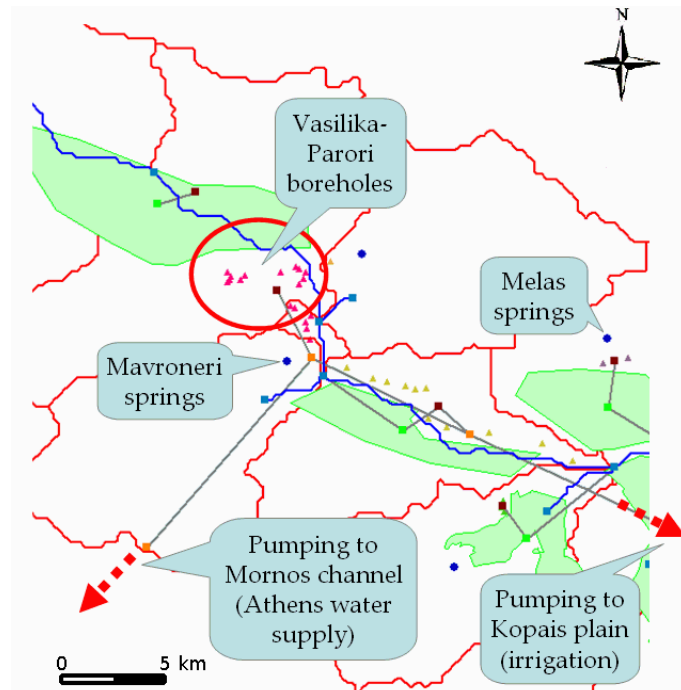 N
Vasilika-
Parori
boreholes
Melas
springs
Mavroneri
springs
Pumping to
Mornos channel
(Athens water
supply)
Pumping to
Kopais plain
(irrigation)
0 5 km